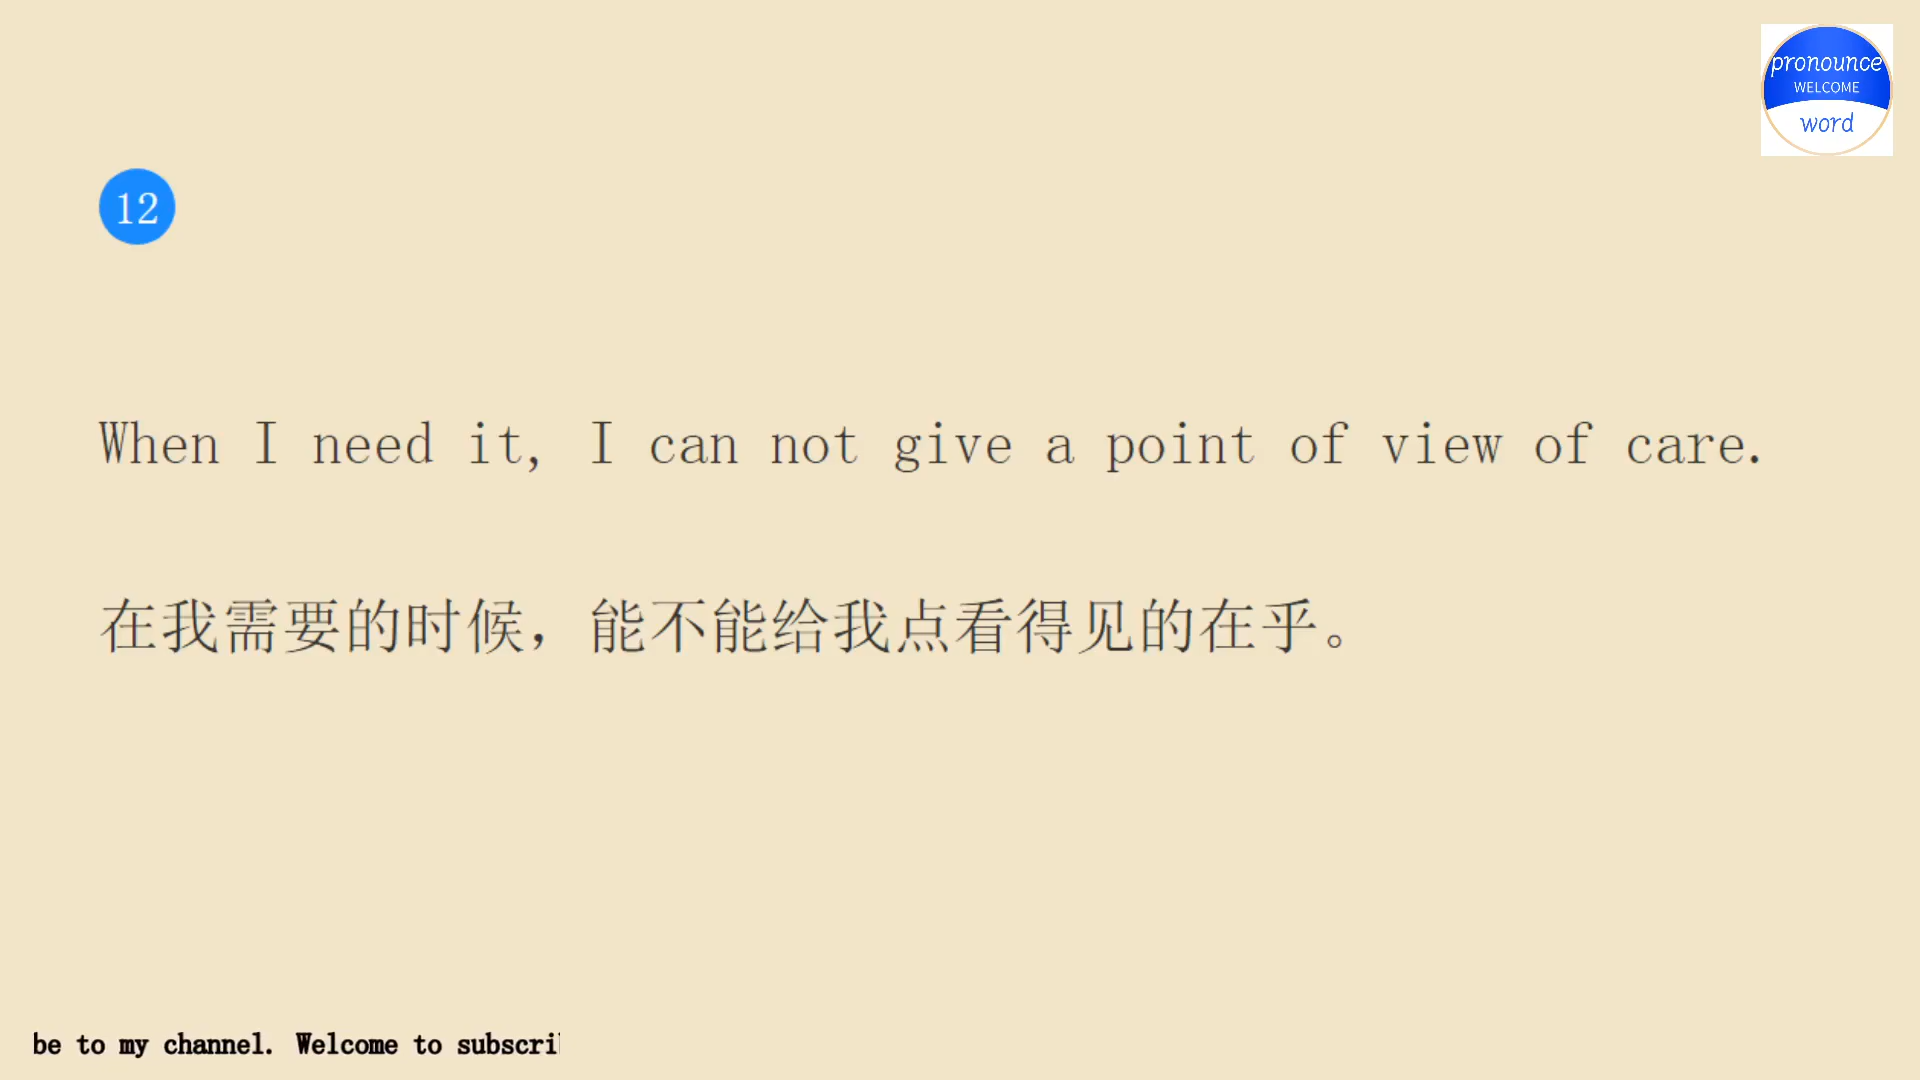 pronounce
WELCOME
word
12
When I need it, I can not give a point of view of care.
在我需要的时候，能不能给我点看得见的在乎。
be to my channel. Welcome to subscri